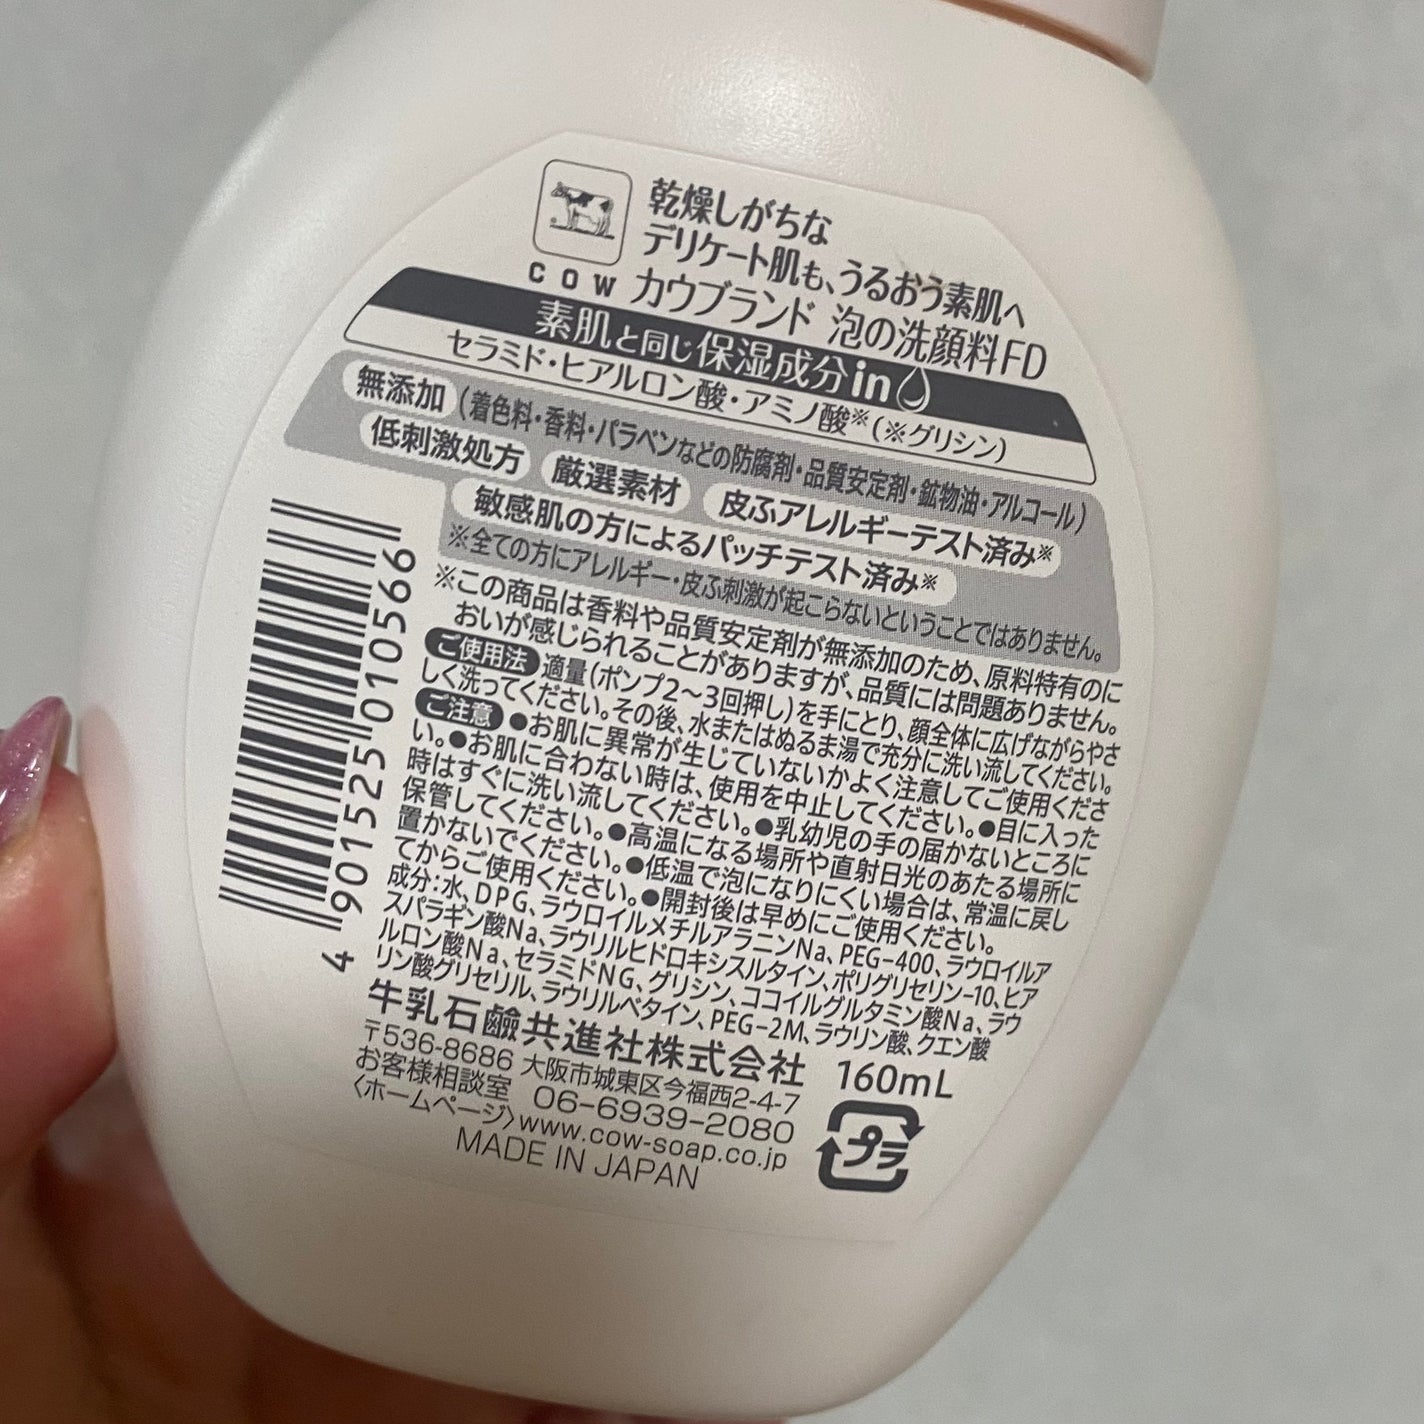 乾燥しがちな
デリケート肌も、うるおう素肌へ
COW カウブランド 泡の洗顔料FD
素肌と同じ保湿成分in
セラミド・ヒアルロン酸・アミノ酸※(※グリシン)
無添加(着色料・香料・パラベンなどの防腐剤・品質安定剤・鉱物油・アルコール)
低刺激処方 厳選素材 皮ふアレルギーテスト済み※
敏感肌の方によるパッチテスト済み※
※全ての方にアレルギー・皮ふ刺激が起こらないということではありません。
※この商品は香料や品質安定剤が無添加のため、原料特有のに
おいが感じられることがありますが、品質には問題ありません。
ご使用法 適量(ポンプ2〜3回押し)を手にとり、顔全体に広げながらやさ
しく洗ってください。その後、水またはぬるま湯で充分に洗い流してください。
ご注意 ●お肌に異常が生じていないかよく注意してご使用くださ
い。●お肌に合わない時は、使用を中止してください。●目に入った
時はすぐに洗い流してください。●乳幼児の手の届かないところに
保管してください。●高温になる場所や直射日光のあたる場所に
置かないでください。●低温で泡になりにくい場合は、常温に戻し
てからご使用ください。●開封後は早めにご使用ください。
成分:水、DPG、ラウロイルメチルアラニンNa、PEG-400、ラウロイルア
スパラギン酸Na、ラウリルヒドロキシスルタイン、ポリグリセリン-10、ヒア
ルロン酸Na、セラミドNG、グリシン、ココイルグルタミン酸Na、ラウ
リン酸グリセリル、ラウリルベタイン、PEG-2M、ラウリン酸、クエン酸
牛乳石鹼共進社株式会社
〒536-8686 大阪市城東区今福西2-4-7
お客様相談室 06-6939-2080
〈ホームページ〉www.cow-soap.co.jp
MADE IN JAPAN
160mL
プラ
4 901525 010566